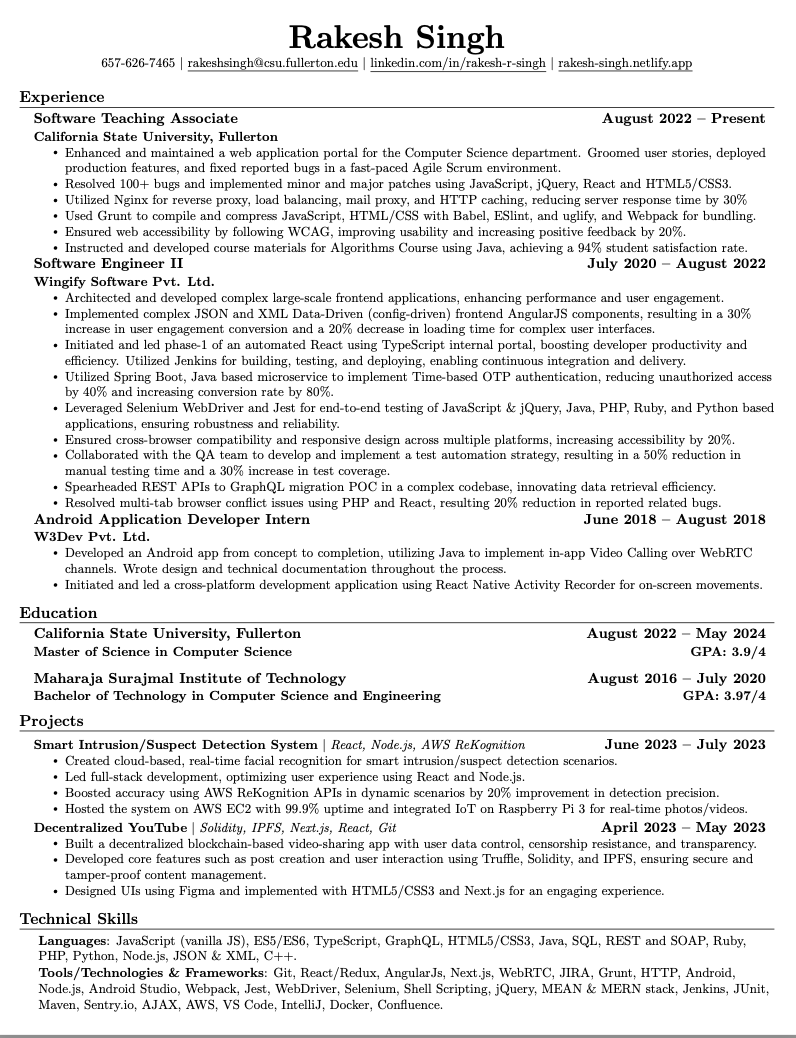 Rakesh Singh
657-626-7465 | rakeshsingh@csu.fullerton.edu | linkedin.com/in/rakesh-r-singh | rakesh-singh.netlify.app
Experience
Software Teaching Associate August 2022 – Present
California State University, Fullerton
• Enhanced and maintained a web application portal for the Computer Science department. Groomed user stories, deployed
production features, and fixed reported bugs in a fast-paced Agile Scrum environment.
• Resolved 100+ bugs and implemented minor and major patches using JavaScript, jQuery, React and HTML5/CSS3.
• Utilized Nginx for reverse proxy, load balancing, mail proxy, and HTTP caching, reducing server response time by 30%
• Used Grunt to compile and compress JavaScript, HTML/CSS with Babel, ESlint, and uglify, and Webpack for bundling.
• Ensured web accessibility by following WCAG, improving usability and increasing positive feedback by 20%.
• Instructed and developed course materials for Algorithms Course using Java, achieving a 94% student satisfaction rate.
Software Engineer II July 2020 – August 2022
Wingify Software Pvt. Ltd.
• Architected and developed complex large-scale frontend applications, enhancing performance and user engagement.
• Implemented complex JSON and XML Data-Driven (config-driven) frontend AngularJS components, resulting in a 30%
increase in user engagement conversion and a 20% decrease in loading time for complex user interfaces.
• Initiated and led phase-1 of an automated React using TypeScript internal portal, boosting developer productivity and
efficiency. Utilized Jenkins for building, testing, and deploying, enabling continuous integration and delivery.
• Utilized Spring Boot, Java based microservice to implement Time-based OTP authentication, reducing unauthorized access
by 40% and increasing conversion rate by 80%.
• Leveraged Selenium WebDriver and Jest for end-to-end testing of JavaScript & jQuery, Java, PHP, Ruby, and Python based
applications, ensuring robustness and reliability.
• Ensured cross-browser compatibility and responsive design across multiple platforms, increasing accessibility by 20%.
• Collaborated with the QA team to develop and implement a test automation strategy, resulting in a 50% reduction in
manual testing time and a 30% increase in test coverage.
• Spearheaded REST APIs to GraphQL migration POC in a complex codebase, innovating data retrieval efficiency.
• Resolved multi-tab browser conflict issues using PHP and React, resulting 20% reduction in reported related bugs.
Android Application Developer Intern June 2018 – August 2018
W3Dev Pvt. Ltd.
• Developed an Android app from concept to completion, utilizing Java to implement in-app Video Calling over WebRTC
channels. Wrote design and technical documentation throughout the process.
• Initiated and led a cross-platform development application using React Native Activity Recorder for on-screen movements.
Education
California State University, Fullerton August 2022 – May 2024
Master of Science in Computer Science GPA: 3.9/4
Maharaja Surajmal Institute of Technology August 2016 – July 2020
Bachelor of Technology in Computer Science and Engineering GPA: 3.97/4
Projects
Smart Intrusion/Suspect Detection System | React, Node.js, AWS ReKognition June 2023 – July 2023
• Created cloud-based, real-time facial recognition for smart intrusion/suspect detection scenarios.
• Led full-stack development, optimizing user experience using React and Node.js.
• Boosted accuracy using AWS ReKognition APIs in dynamic scenarios by 20% improvement in detection precision.
• Hosted the system on AWS EC2 with 99.9% uptime and integrated IoT on Raspberry Pi 3 for real-time photos/videos.
Decentralized YouTube | Solidity, IPFS, Next.js, React, Git April 2023 – May 2023
• Built a decentralized blockchain-based video-sharing app with user data control, censorship resistance, and transparency.
• Developed core features such as post creation and user interaction using Truffle, Solidity, and IPFS, ensuring secure and
tamper-proof content management.
• Designed UIs using Figma and implemented with HTML5/CSS3 and Next.js for an engaging experience.
Technical Skills
Languages: JavaScript (vanilla JS), ES5/ES6, TypeScript, GraphQL, HTML5/CSS3, Java, SQL, REST and SOAP, Ruby,
PHP, Python, Node.js, JSON & XML, C++.
Tools/Technologies & Frameworks: Git, React/Redux, AngularJs, Next.js, WebRTC, JIRA, Grunt, HTTP, Android,
Node.js, Android Studio, Webpack, Jest, WebDriver, Selenium, Shell Scripting, jQuery, MEAN & MERN stack, Jenkins, JUnit,
Maven, Sentry.io, AJAX, AWS, VS Code, IntelliJ, Docker, Confluence.